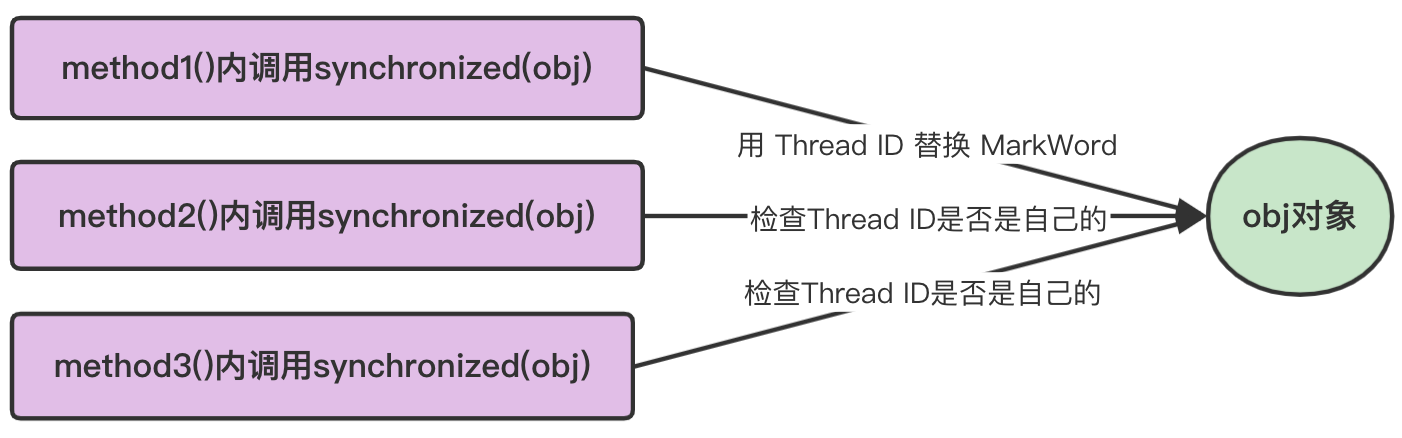 method1()内调用synchronized(obj)
用 Thread ID 替换 MarkWord
method2()内调用synchronized(obj)
检查Thread ID是否是自己的
obj对象
检查Thread ID是否是自己的
method3()内调用synchronized(obj)